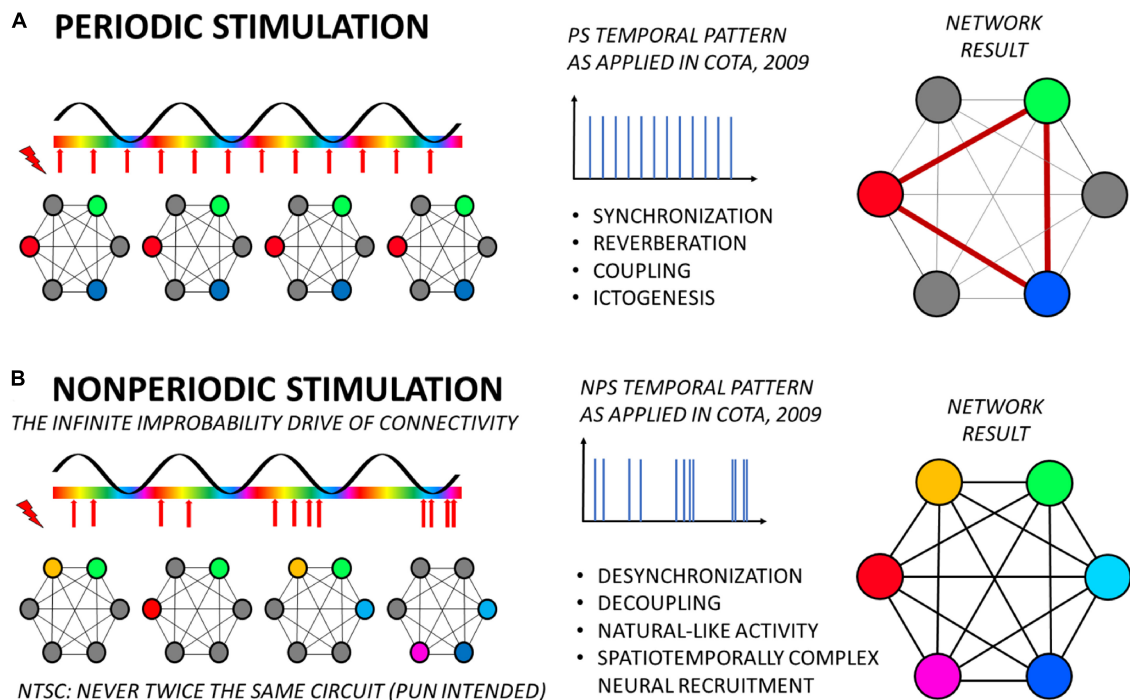 A PERIODIC STIMULATION
PS TEMPORAL PATTERN
AS APPLIED IN COTA, 2009
NETWORK
RESULT
• SYNCHRONIZATION
• REVERBERATION
• COUPLING
• ICTOGENESIS
B NONPERIODIC STIMULATION
THE INFINITE IMPROBABILITY DRIVE OF CONNECTIVITY
NPS TEMPORAL PATTERN
AS APPLIED IN COTA, 2009
NETWORK
RESULT
• DESYNCHRONIZATION
• DECOUPLING
• NATURAL-LIKE ACTIVITY
• SPATIOTEMPORALLY COMPLEX
NEURAL RECRUITMENT
NTSC: NEVER TWICE THE SAME CIRCUIT (PUN INTENDED)